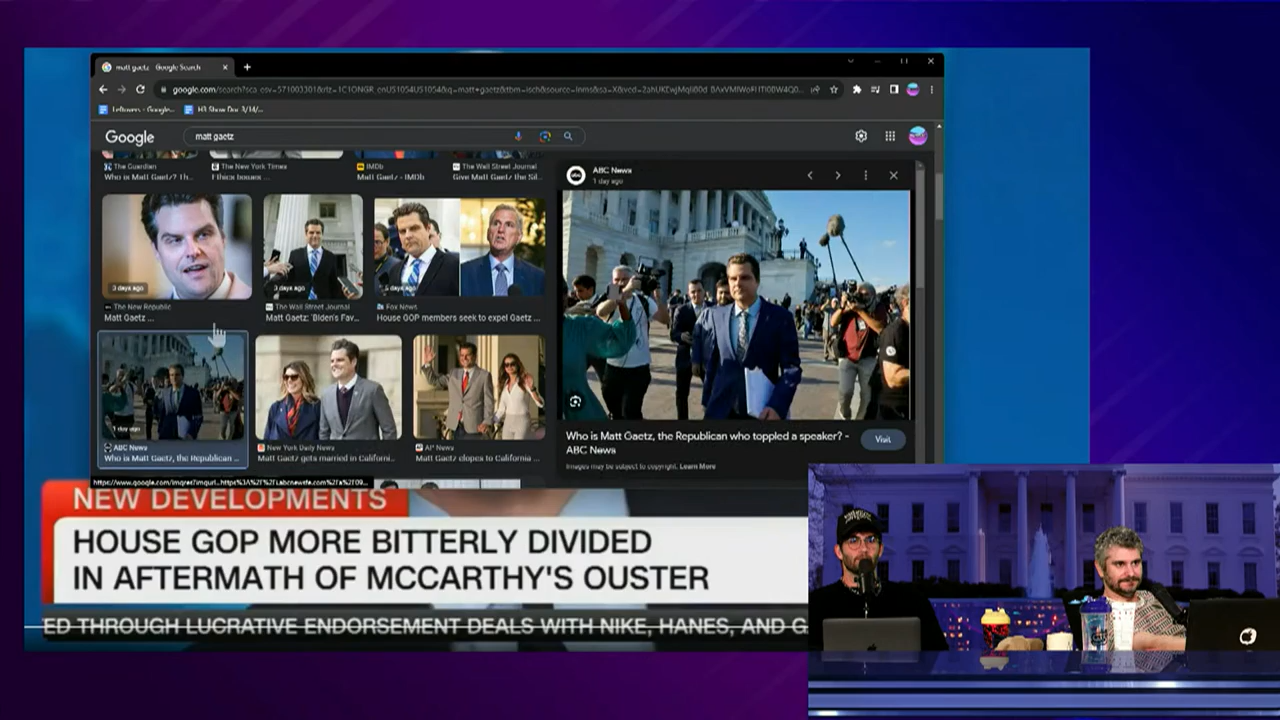 matt gaetz - Google Search
Google
matt gaetz
The Guardian
Who is Matt Gaetz? Th...
The New York Times
Ethics Issues ...
IMDb
Matt Gaetz - IMDb
The Wall Street Journal
Give Matt Gaetz the Sil...
3 days ago
The New Republic
Matt Gaetz ...
3 days ago
The Wall Street Journal
Matt Gaetz: 'Biden's Fav...
5 days ago
Fox News
House GOP members seek to expel Gaetz ...
1 day ago
ABC News
Who is Matt Gaetz, the Republican ...
New York Daily News
Matt Gaetz gets married in Californi...
AP News
Matt Gaetz elopes to California ...
ABC News
1 day ago
Who is Matt Gaetz, the Republican who toppled a speaker? -
ABC News
Visit
Images may be subject to copyright. Learn More
NEW DEVELOPMENTS
HOUSE GOP MORE BITTERLY DIVIDED
IN AFTERMATH OF MCCARTHY'S OUSTER
ED THROUGH LUCRATIVE ENDORSEMENT DEALS WITH NIKE, HANES, AND